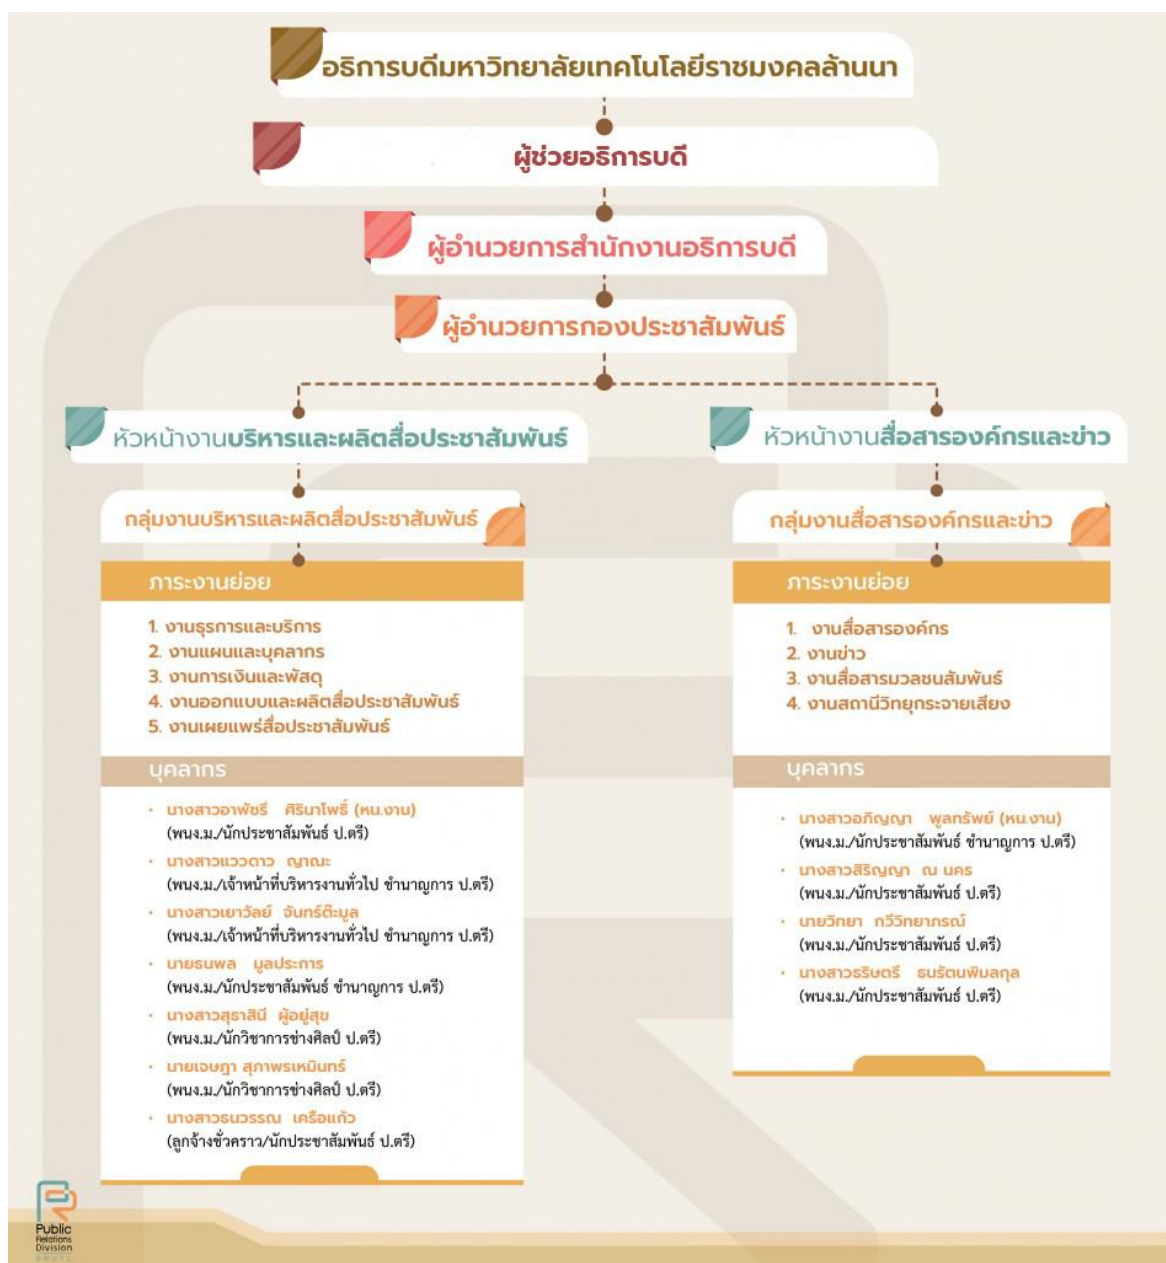 อธิการบดีมหาวิทยาลัยเทคโนโลยีราชมงคลล้านนา
ผู้ช่วยอธิการบดี
ผู้อำนวยการสำนักงานอธิการบดี
ผู้อำนวยการกองประชาสัมพันธ์
หัวหน้างานบริหารและผลิตสื่อประชาสัมพันธ์
กลุ่มงานบริหารและผลิตสื่อประชาสัมพันธ์
ภาระงานย่อย
1. งานธุรการและบริการ
2. งานแผนและบุคลากร
3. งานการเงินและพัสดุ
4. งานออกแบบและผลิตสื่อประชาสัมพันธ์
5. งานเผยแพร่สื่อประชาสัมพันธ์
บุคลากร
• นางสาวอาพัชรี ศิรินาโพธิ์ (หน.งาน)
(พนง.ม./นักประชาสัมพันธ์ ป.ตรี)
• นางสาวแววดาว ญาณะ
(พนง.ม./เจ้าหน้าที่บริหารงานทั่วไป ชำนาญการ ป.ตรี)
• นางสาวเยาวัลย์ จันทร์ต๊ะมูล
(พนง.ม./เจ้าหน้าที่บริหารงานทั่วไป ชำนาญการ ป.ตรี)
• นายธนพล มูลประการ
(พนง.ม./นักประชาสัมพันธ์ ชำนาญการ ป.ตรี)
• นางสาวสุธาสินี ผู้อยู่สุข
(พนง.ม./นักวิชาการช่างศิลป์ ป.ตรี)
• นายเจษฎา สุภาพรเหมินทร์
(พนง.ม./นักวิชาการช่างศิลป์ ป.ตรี)
• นางสาวธนวรรณ เครือแก้ว
(ลูกจ้างชั่วคราว/นักประชาสัมพันธ์ ป.ตรี)
หัวหน้างานสื่อสารองค์กรและข่าว
กลุ่มงานสื่อสารองค์กรและข่าว
ภาระงานย่อย
1. งานสื่อสารองค์กร
2. งานข่าว
3. งานสื่อสารมวลชนสัมพันธ์
4. งานสถานีวิทยุกระจายเสียง
บุคลากร
• นางสาวอภิญญา พูลทรัพย์ (หน.งาน)
(พนง.ม./นักประชาสัมพันธ์ ชำนาญการ ป.ตรี)
• นางสาวสิริญญา ณ นคร
(พนง.ม./นักประชาสัมพันธ์ ป.ตรี)
• นายวิทยา กวีวิทยาภรณ์
(พนง.ม./นักประชาสัมพันธ์ ป.ตรี)
• นางสาวธริษตรี ธนรัตนพิมลกุล
(พนง.ม./นักประชาสัมพันธ์ ป.ตรี)
Public
Relations
Division